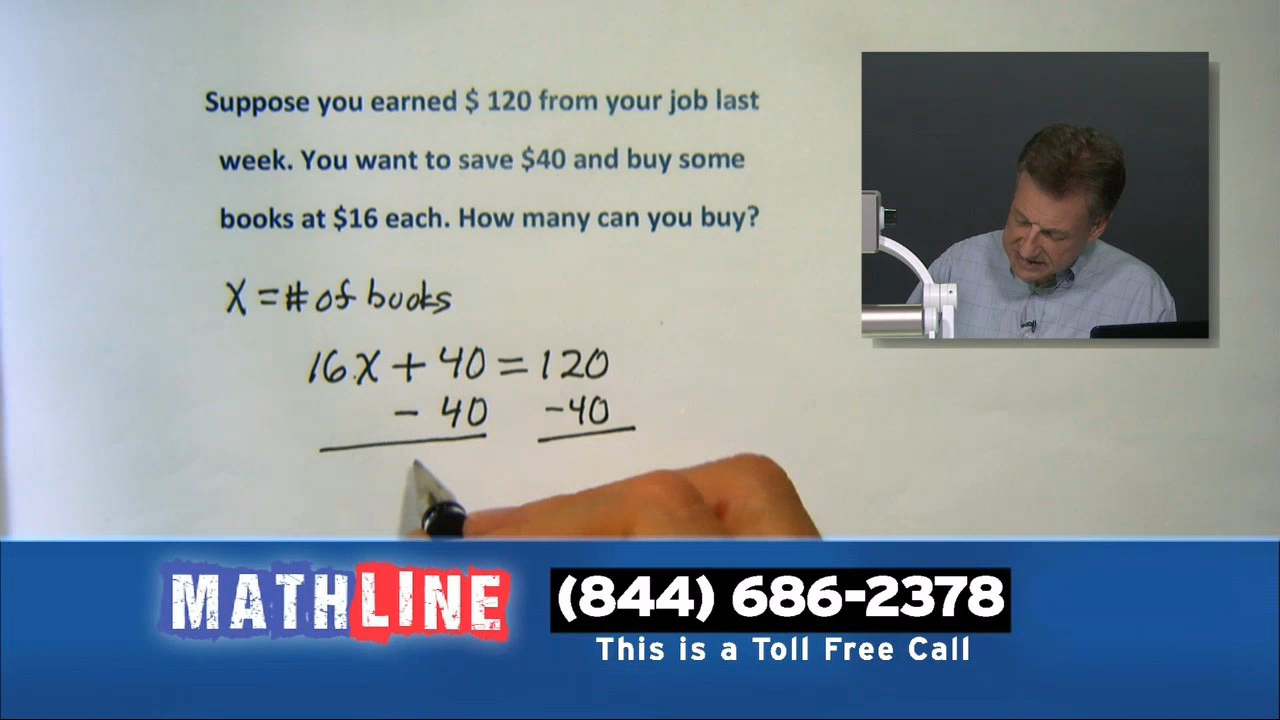 Suppose you earned $ 120 from your job last
week. You want to save $40 and buy some
books at $16 each. How many can you buy?
X = # of books
16X + 40 = 120
- 40 -40
MATHLINE
(844) 686-2378
This is a Toll Free Call